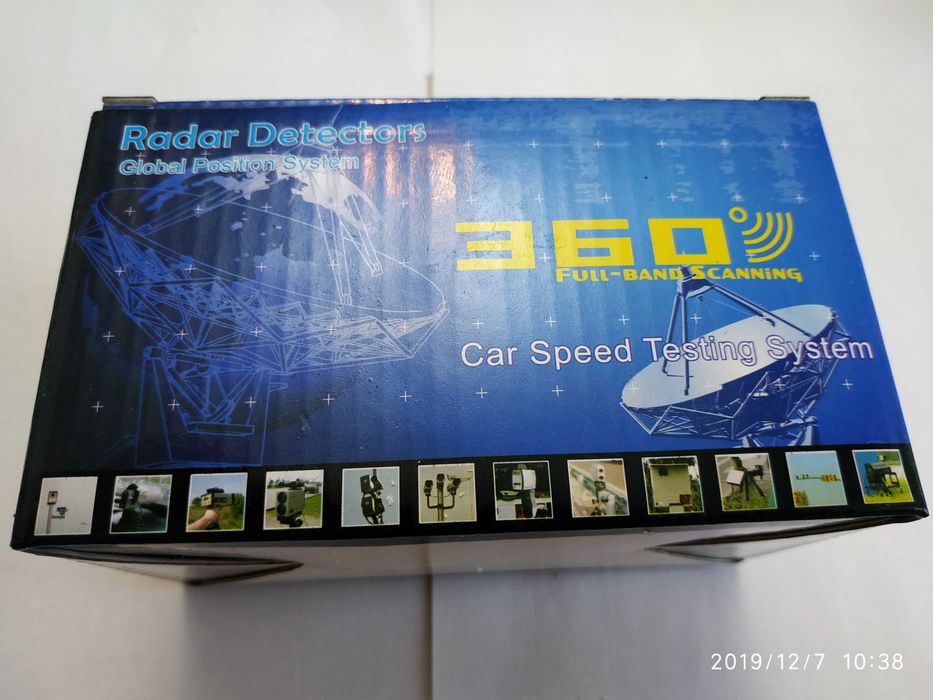 Radar Detectors
Global Position System
360°
FULL-BAND SCANNING
Car Speed Testing System
2019/12/7 10:38